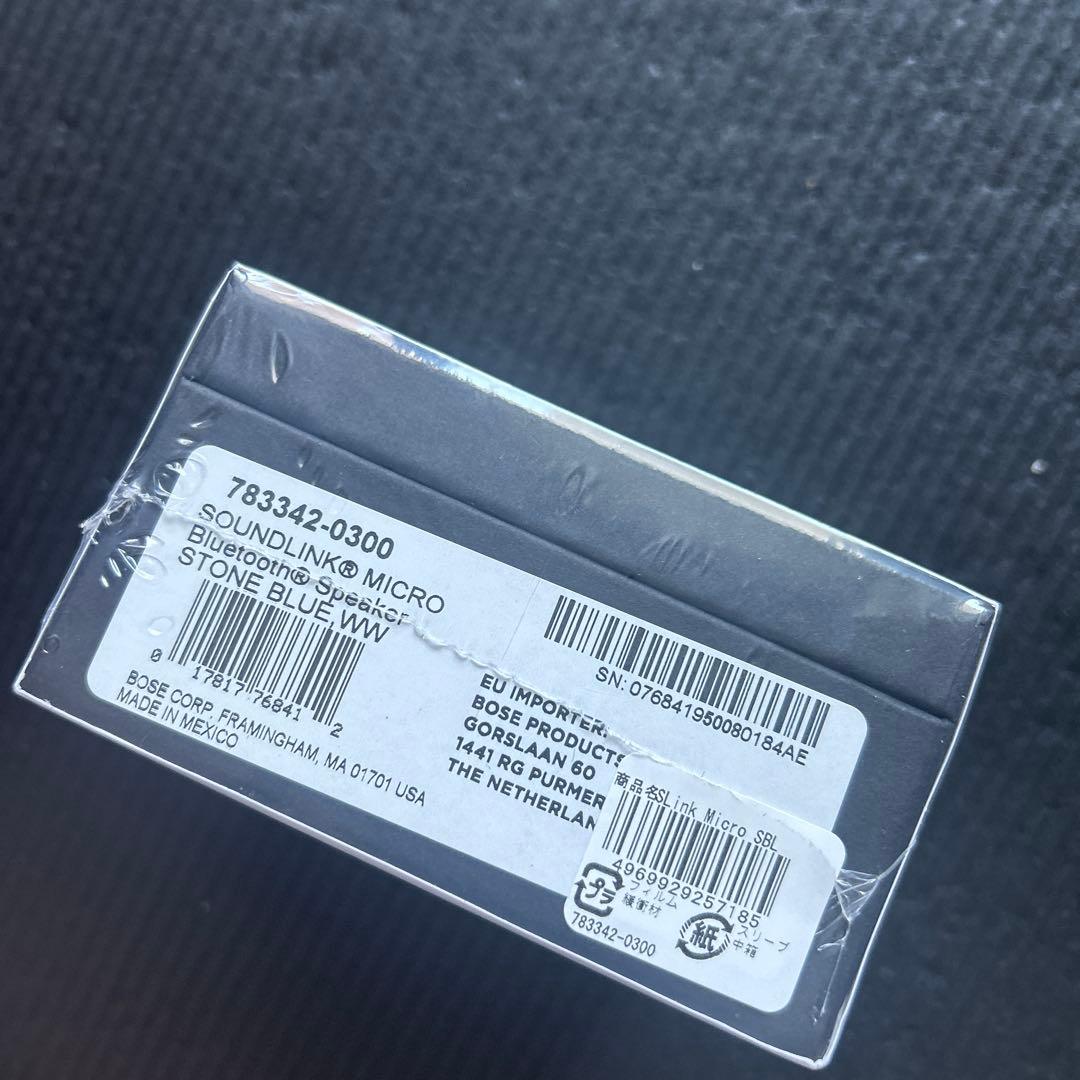 783342-0300
SOUNDLINK® MICRO
Bluetooth® Speaker
STONE BLUE,WW
0 17817 76841 2
BOSE CORP, FRAMINGHAM, MA 01701 USA
MADE IN MEXICO
SN: 076841950080184AE
EU IMPORTER:
BOSE PRODUCTS
GORSLAAN 60
1441 RG PURMER
THE NETHERLAN
商品名SLink Micro SBL
4969929257185
プラ
フィルム
緩衝材
紙
スリーブ
中箱
783342-0300